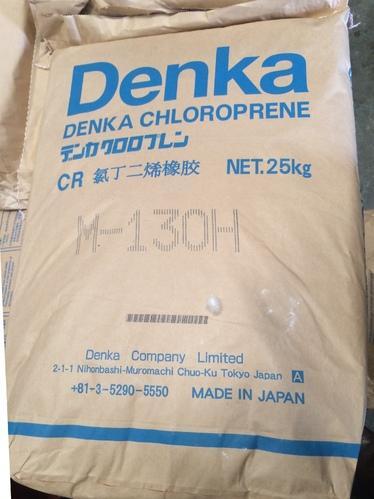 Denka
DENKA CHLOROPRENE
デンカクロロプレン
CR 氯丁二烯橡胶 NET.25kg
M-130H
Denka Company Limited
2-1-1 Nihonbashi-Muromachi Chuo-Ku Tokyo Japan A
+81-3-5290-5550 MADE IN JAPAN